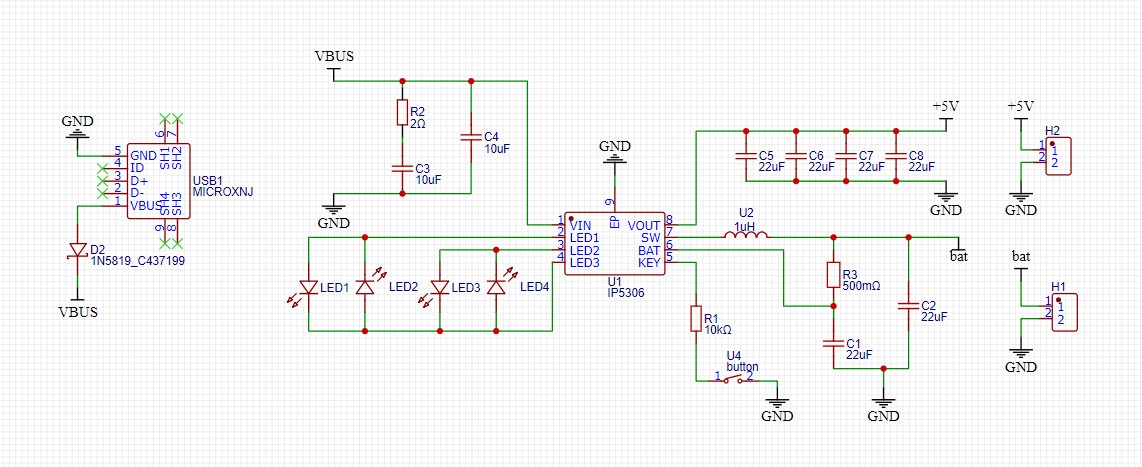 VBUS
GND
6
7
SH1
SH2
5
GND
4
ID
3
D+
2
D-
1
VBUS
SH4
SH3
9
8
USB1
MICROXNJ
D2
1N5819_C437199
VBUS
R2
2Ω
C3
10uF
C4
10uF
GND
LED1
LED2
LED3
LED4
GND
9
EP
1
VIN
2
LED1
3
LED2
4
LED3
8
VOUT
7
SW
6
BAT
5
KEY
U1
IP5306
R1
10kΩ
U4
button
1
2
GND
+5V
C5
22uF
C6
22uF
C7
22uF
C8
22uF
GND
U2
1uH
bat
R3
500mΩ
C2
22uF
C1
22uF
GND
+5V
H2
1
1
2
2
GND
bat
H1
1
1
2
2
GND